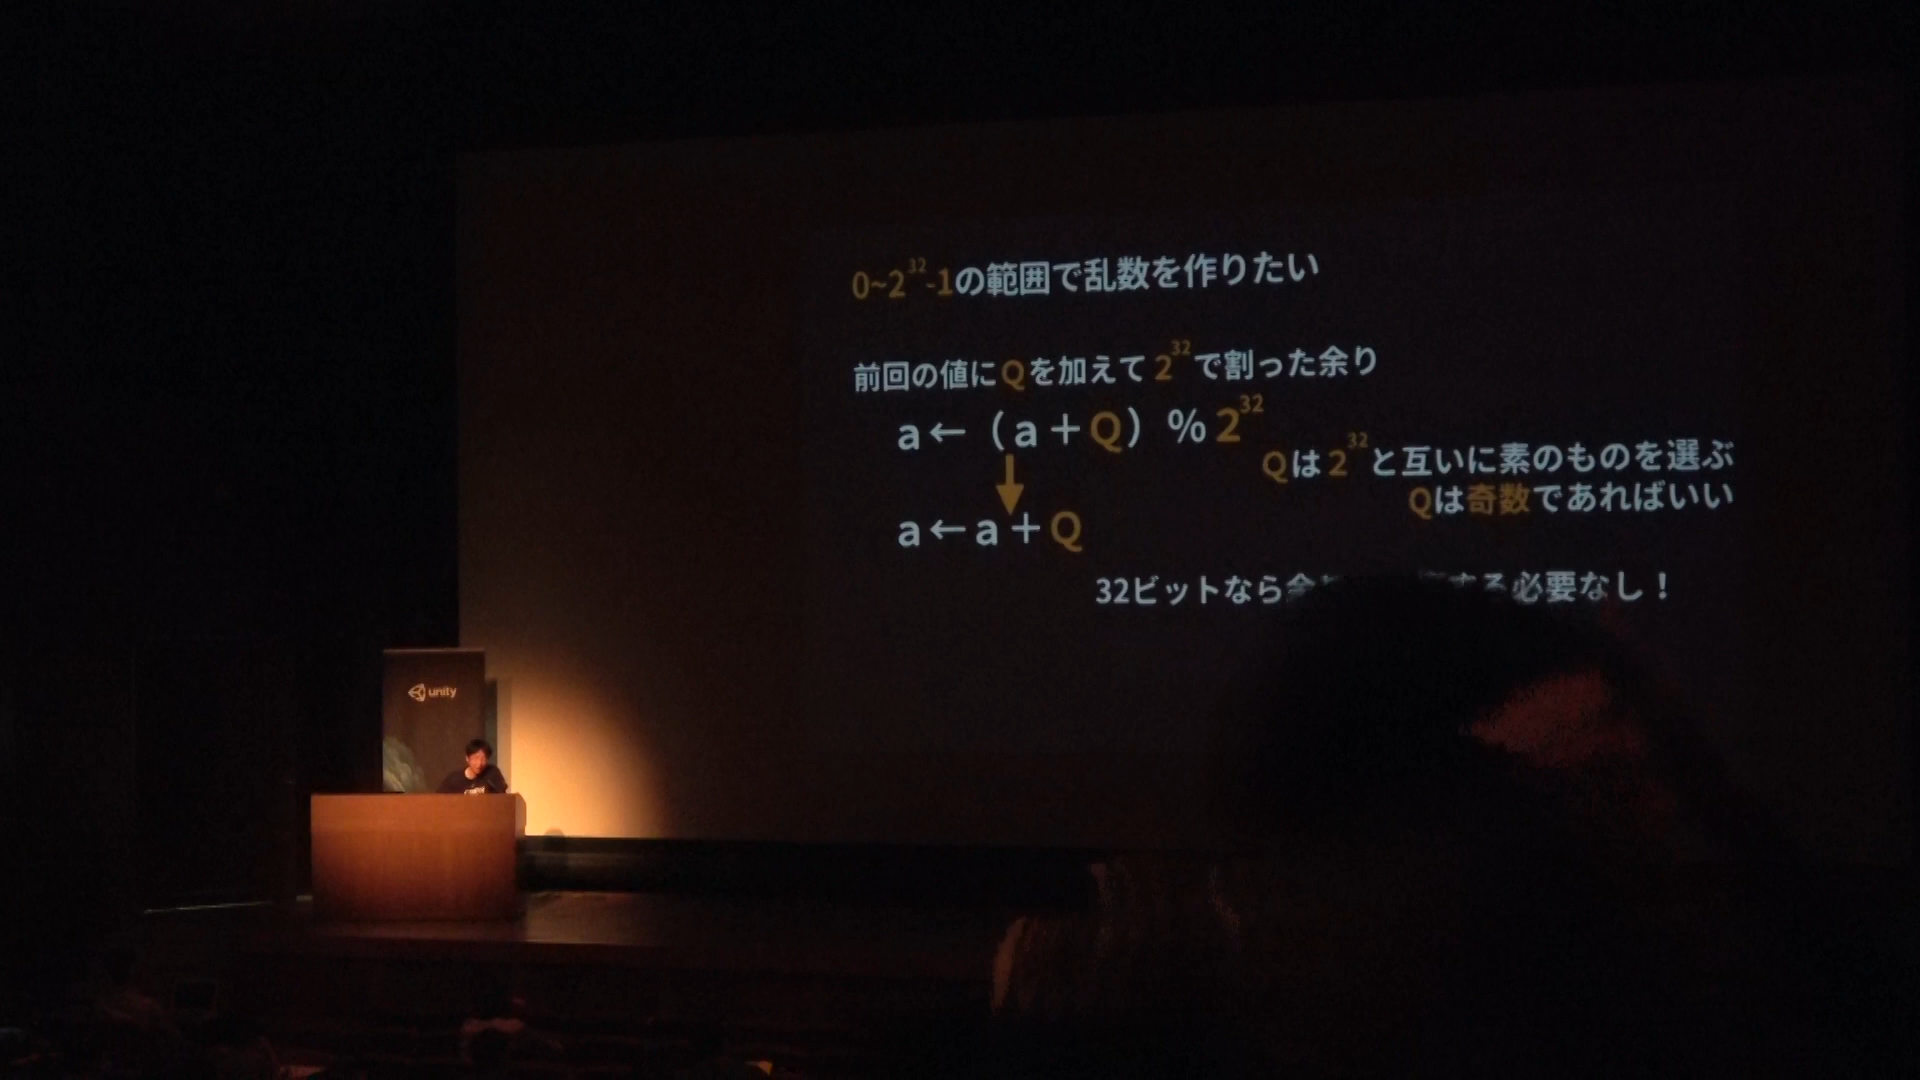 0~2³²-1の範囲で乱数を作りたい
前回の値にQを加えて2³²で割った余り
a←(a+Q)%2³²
Qは2³²と互いに素のものを選ぶ
Qは奇数であればいい
a←a+Q
32ビットなら する必要なし！
unity